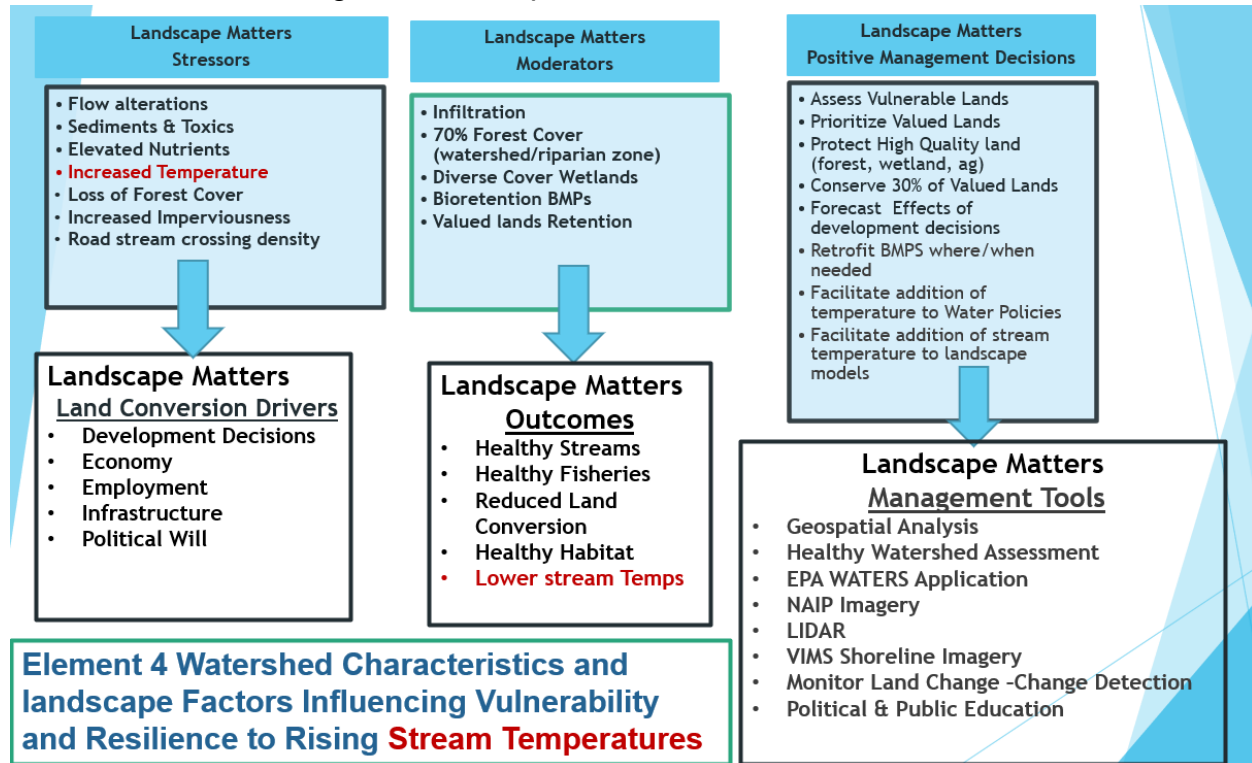 Landscape Matters
Stressors
• Flow alterations
• Sediments & Toxics
• Elevated Nutrients
• Increased Temperature
• Loss of Forest Cover
• Increased Imperviousness
• Road stream crossing density
Landscape Matters
Land Conversion Drivers
• Development Decisions
• Economy
• Employment
• Infrastructure
• Political Will
Landscape Matters
Moderators
• Infiltration
• 70% Forest Cover
(watershed/riparian zone)
• Diverse Cover Wetlands
• Bioretention BMPs
• Valued lands Retention
Landscape Matters
Outcomes
• Healthy Streams
• Healthy Fisheries
• Reduced Land
Conversion
• Healthy Habitat
• Lower stream Temps
Landscape Matters
Positive Management Decisions
• Assess Vulnerable Lands
• Prioritize Valued Lands
• Protect High Quality land
(forest, wetland, ag)
• Conserve 30% of Valued Lands
• Forecast Effects of
development decisions
• Retrofit BMPS where/when
needed
• Facilitate addition of
temperature to Water Policies
• Facilitate addition of stream
temperature to landscape
models
Landscape Matters
Management Tools
• Geospatial Analysis
• Healthy Watershed Assessment
• EPA WATERS Application
• NAIP Imagery
• LIDAR
• VIMS Shoreline Imagery
• Monitor Land Change –Change Detection
• Political & Public Education
Element 4 Watershed Characteristics and
landscape Factors Influencing Vulnerability
and Resilience to Rising Stream Temperatures